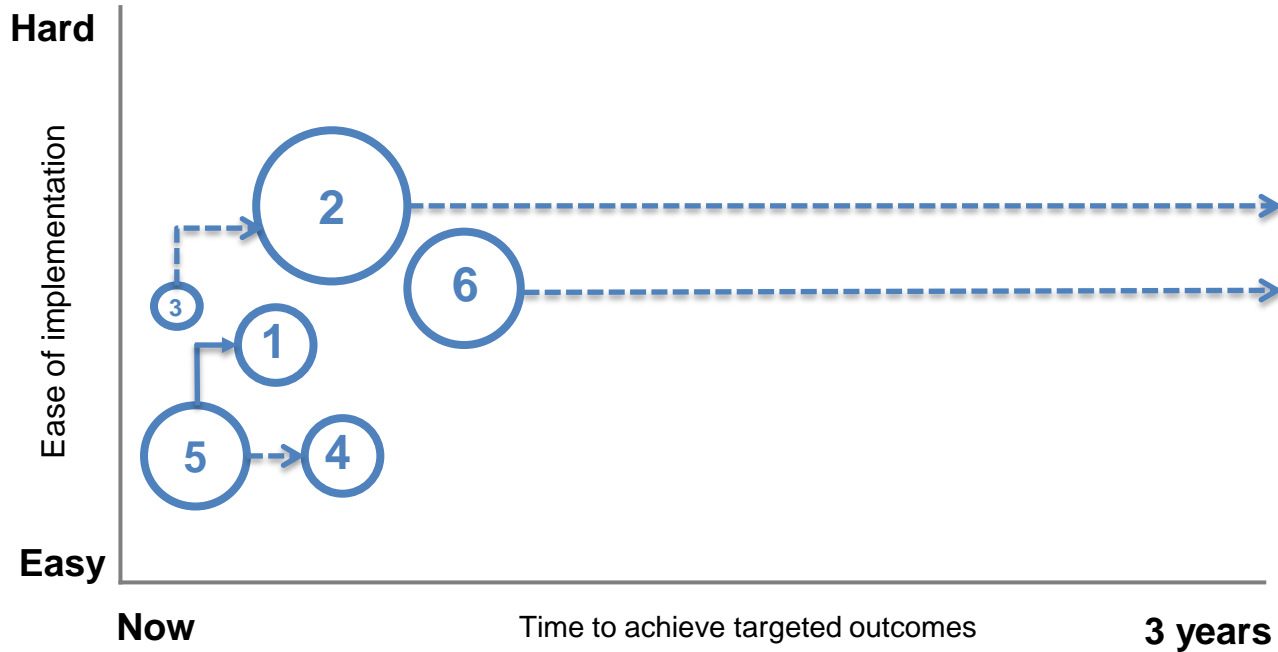 Hard
Ease of implementation
2
6
3
1
5
4
Easy
Now
Time to achieve targeted outcomes
3 years